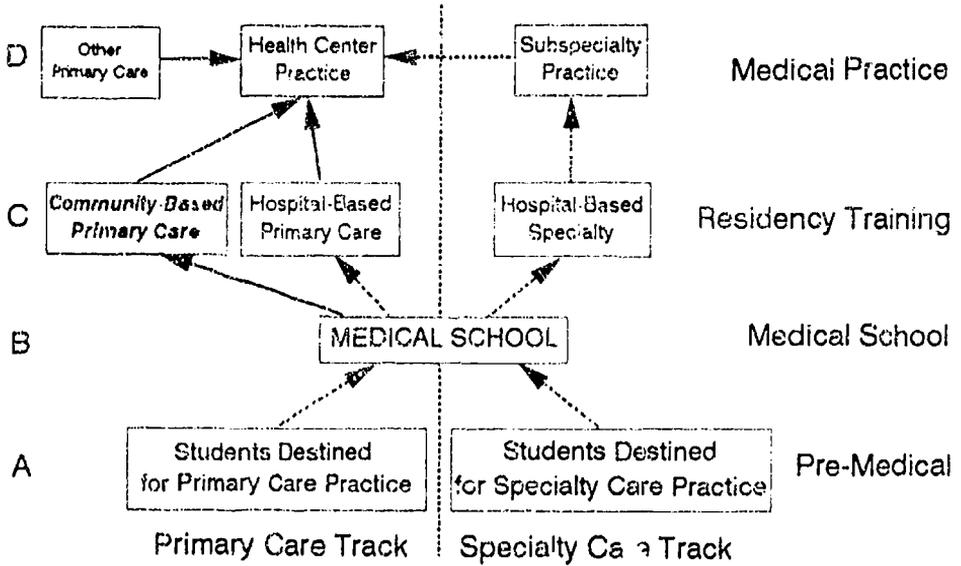 D
Other
Primary Care
Health Center
Practice
Subspecialty
Practice
Medical Practice
C
Community-Based
Primary Care
Hospital-Based
Primary Care
Hospital-Based
Specialty
Residency Training
B
MEDICAL SCHOOL
Medical School
A
Students Destined
for Primary Care Practice
Students Destined
for Specialty Care Practice
Pre-Medical
Primary Care Track
Specialty Care Track